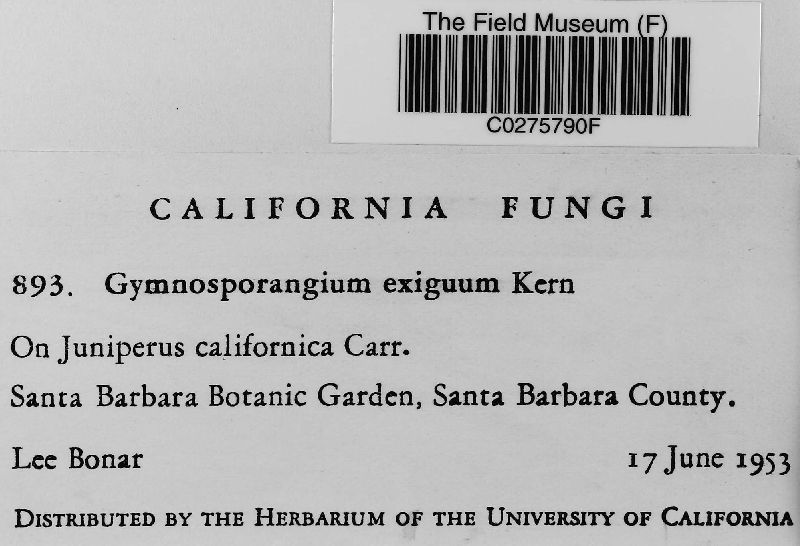 The Field Museum (F)
C0275790F
CALIFORNIA FUNGI
893. Gymnosporangium exiguum Kern
On Juniperus californica Carr.
Santa Barbara Botanic Garden, Santa Barbara County.
Lee Bonar 17 June 1953
DISTRIBUTED BY THE HERBARIUM OF THE UNIVERSITY OF CALIFORNIA